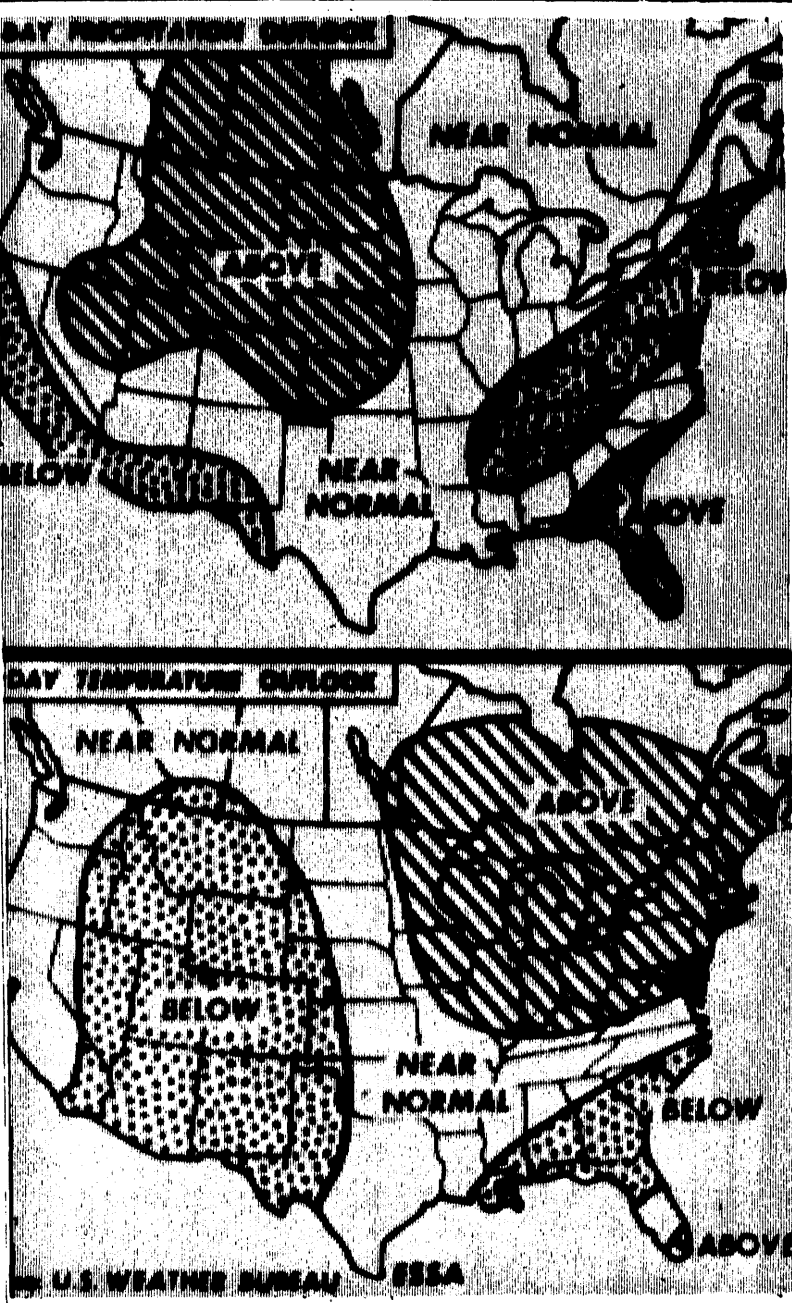 DAY PRECIPITATION OUTLOOK
NEAR NORMAL
ABOVE
BELOW
BELOW
NEAR
NORMAL
ABOVE
DAY TEMPERATURE OUTLOOK
NEAR NORMAL
ABOVE
BELOW
NEAR
NORMAL
BELOW
ABOVE
U.S. WEATHER BUREAU ESSA